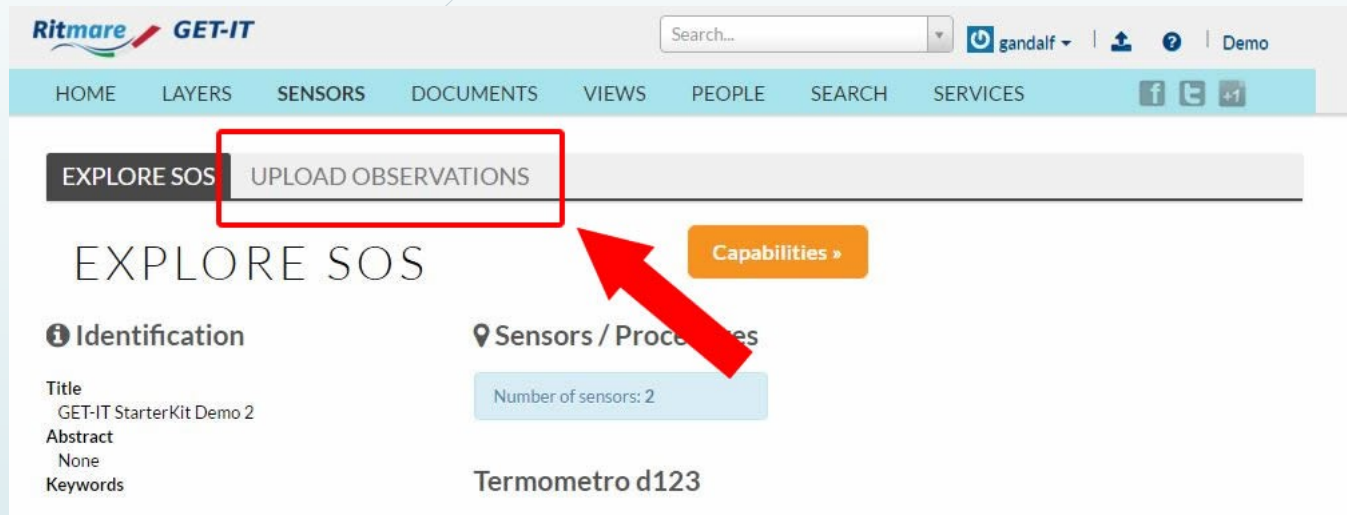 Ritmare GET-IT Search... gandalf Demo
HOME LAYERS SENSORS DOCUMENTS VIEWS PEOPLE SEARCH SERVICES f t +1
EXPLORE SOS UPLOAD OBSERVATIONS
EXPLORE SOS Capabilities »
Identification Sensors / Procedures
Title
GET-IT StarterKit Demo 2
Number of sensors: 2
Abstract
None
Keywords
Termometro d123